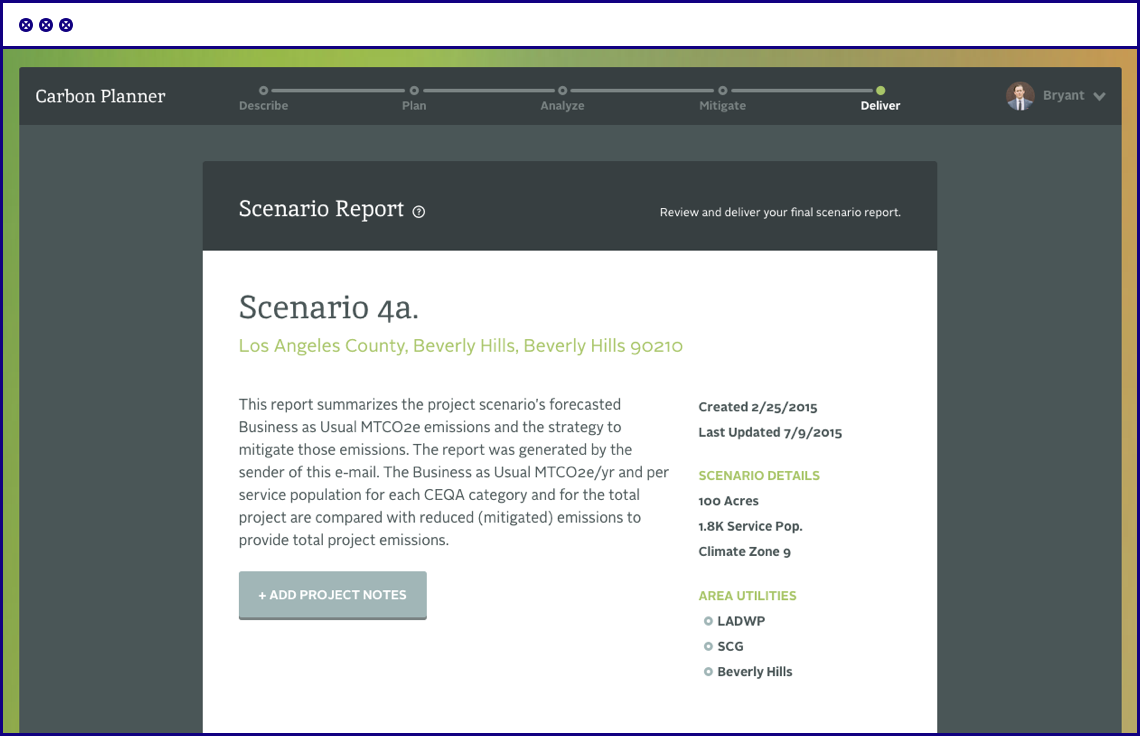 Carbon Planner
Describe
Plan
Analyze
Mitigate
Deliver
Bryant
Scenario Report ?
Review and deliver your final scenario report.
Scenario 4a.
Los Angeles County, Beverly Hills, Beverly Hills 90210
This report summarizes the project scenario's forecasted
Business as Usual MTCO2e emissions and the strategy to
mitigate those emissions. The report was generated by the
sender of this e-mail. The Business as Usual MTCO2e/yr and per
service population for each CEQA category and for the total
project are compared with reduced (mitigated) emissions to
provide total project emissions.
+ ADD PROJECT NOTES
Created 2/25/2015
Last Updated 7/9/2015
SCENARIO DETAILS
100 Acres
1.8K Service Pop.
Climate Zone 9
AREA UTILITIES
LADWP
SCG
Beverly Hills